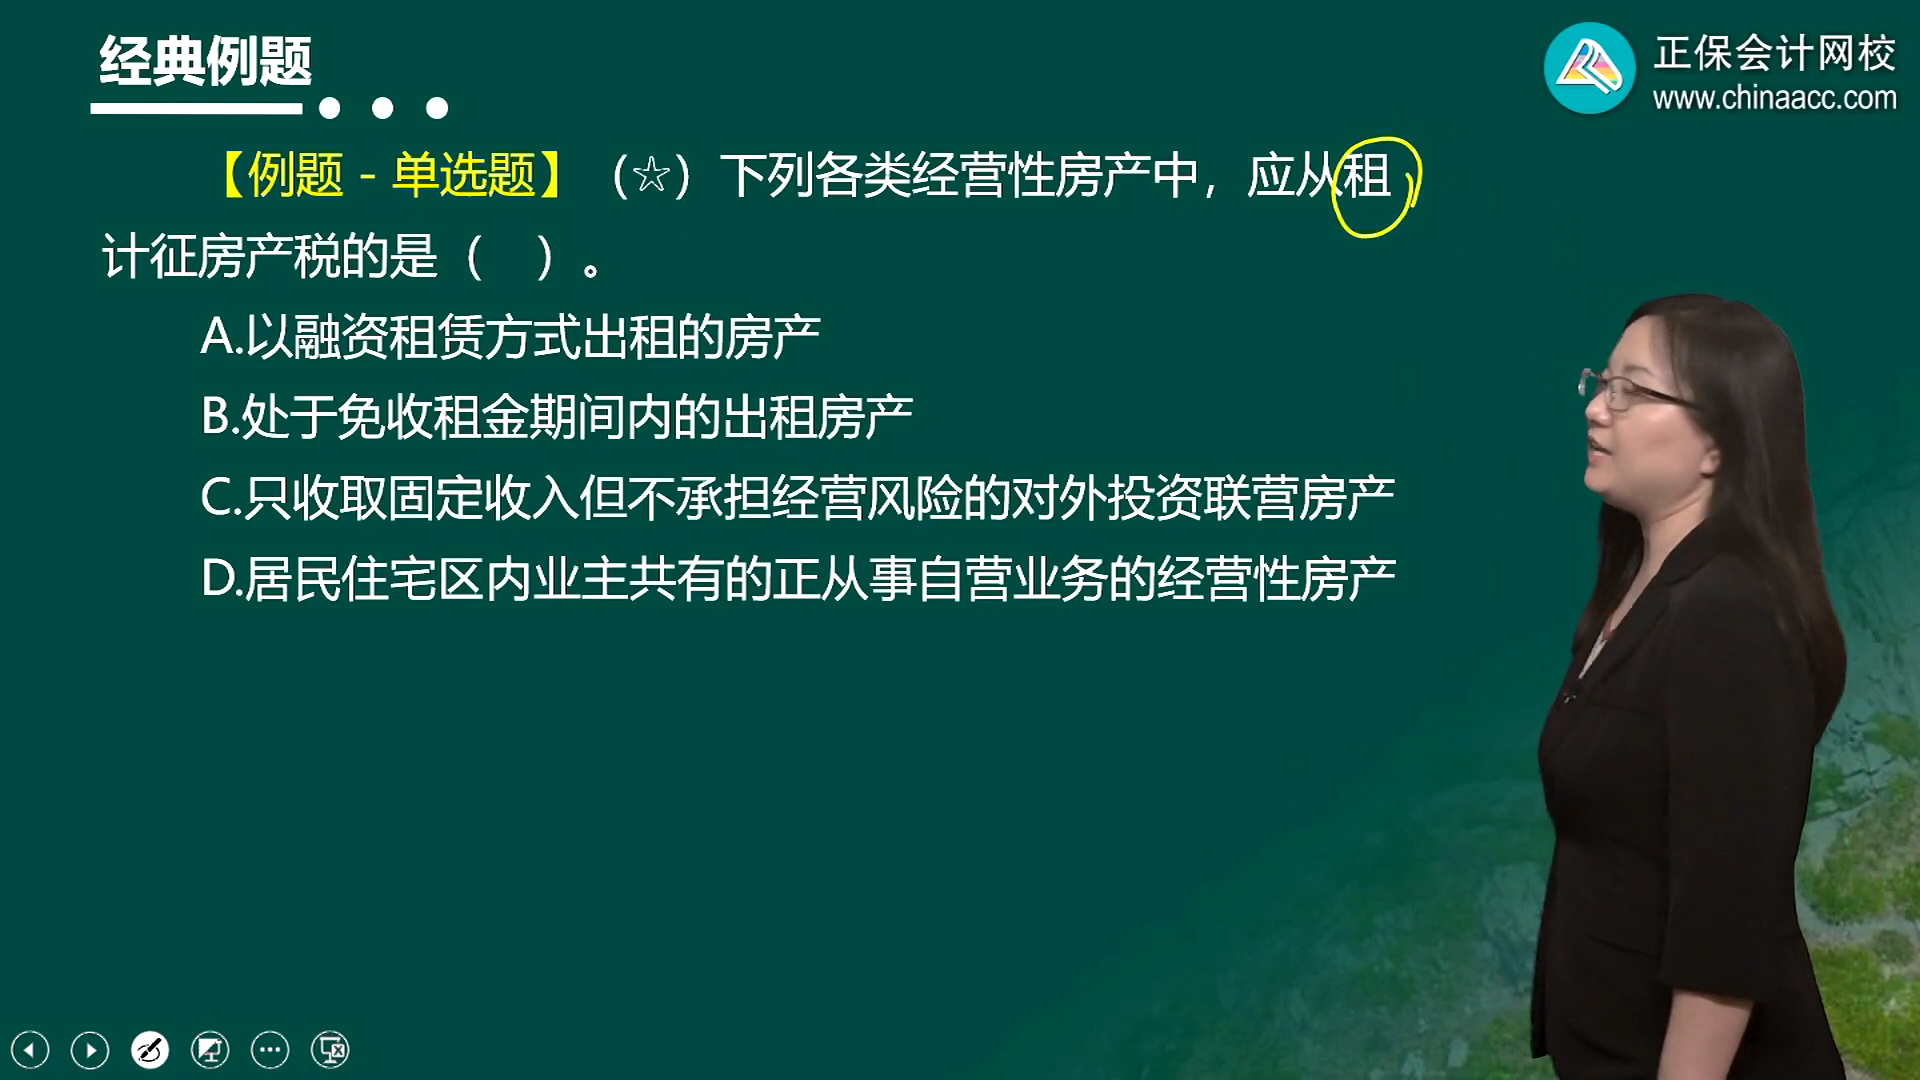 经典例题
正保会计网校
www.chinaacc.com
【例题－单选题】（☆）下列各类经营性房产中，应从租
计征房产税的是（　）。
A.以融资租赁方式出租的房产
B.处于免收租金期间内的出租房产
C.只收取固定收入但不承担经营风险的对外投资联营房产
D.居民住宅区内业主共有的正从事自营业务的经营性房产